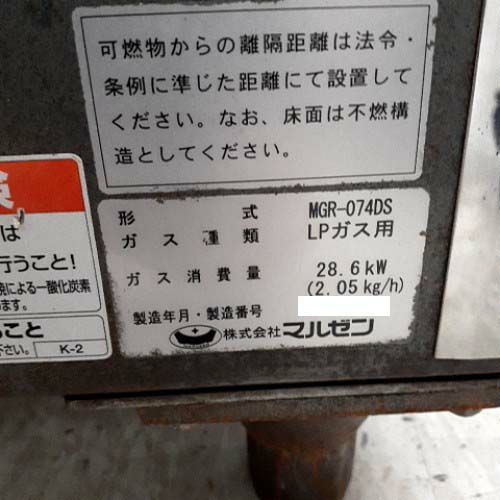 可燃物からの離隔距離は法令・
条例に準じた距離にて設置して
ください。なお、床面は不燃構
造としてください。
険
は
行うこと!
焼による一酸化炭素
ます。
ること
下さい。 K-2
形式 MGR-074DS
ガス種類 LPガス用
ガス消費量 28.6kW
(2.05kg/h)
製造年月・製造番号
株式会社マルゼン